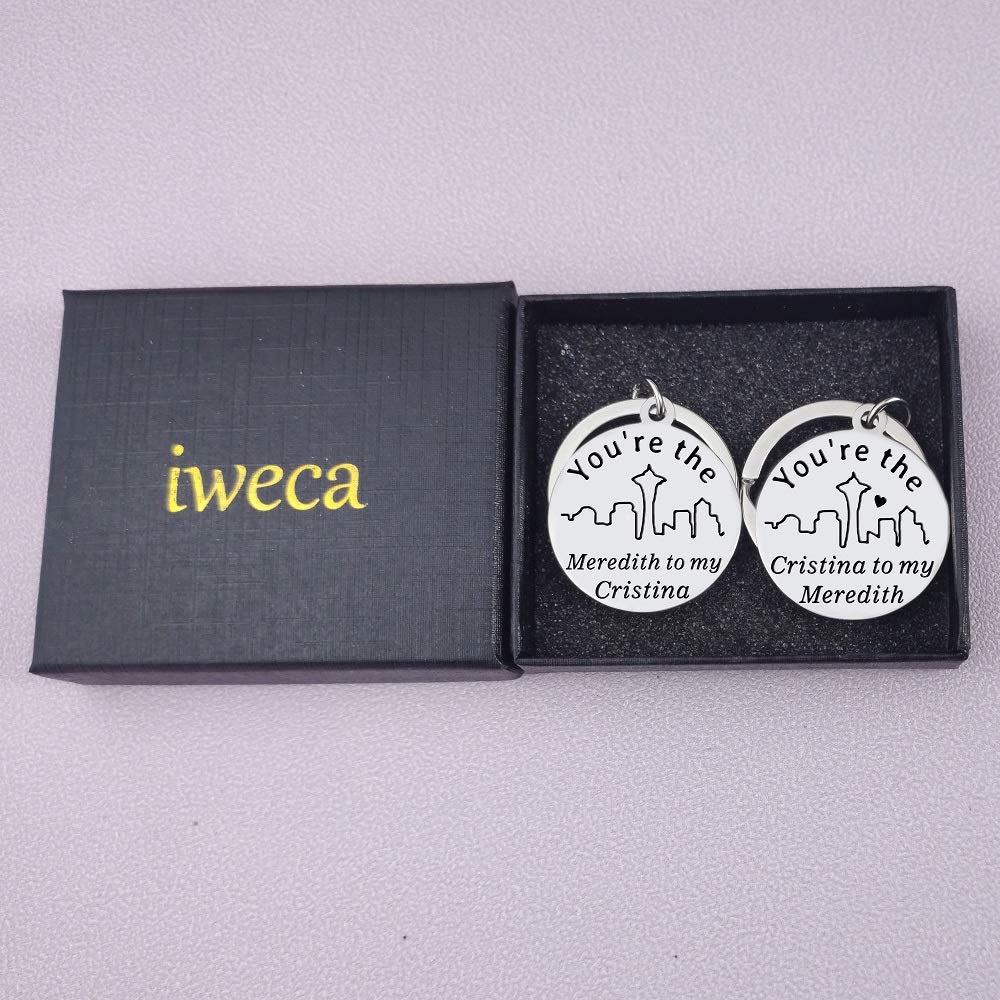 iweca
You're the
Meredith to my
Cristina
You're the
Cristina to my
Meredith